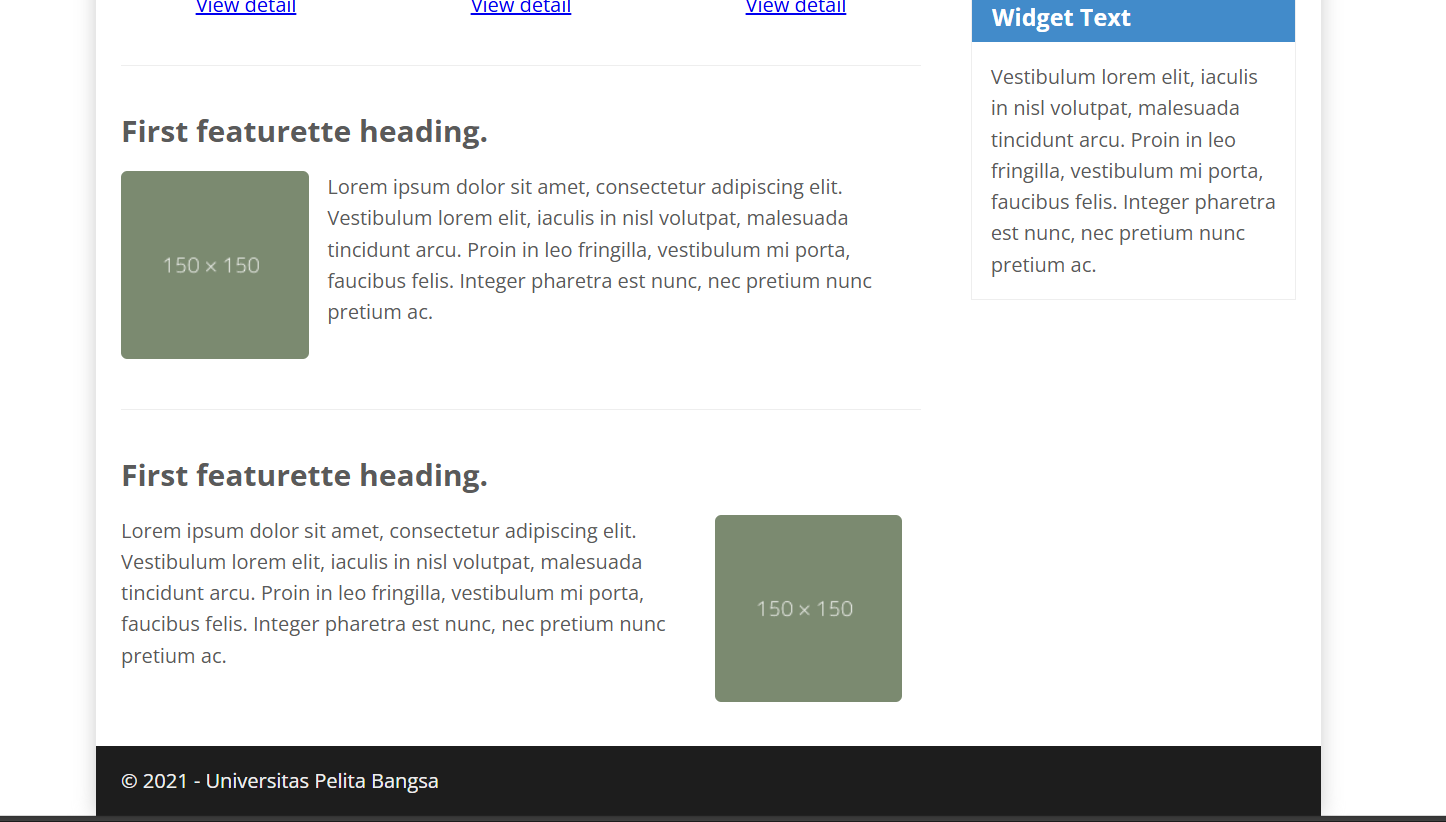 View detail View detail View detail
First featurette heading.
150 × 150
Lorem ipsum dolor sit amet, consectetur adipiscing elit.
Vestibulum lorem elit, iaculis in nisl volutpat, malesuada
tincidunt arcu. Proin in leo fringilla, vestibulum mi porta,
faucibus felis. Integer pharetra est nunc, nec pretium nunc
pretium ac.
First featurette heading.
Lorem ipsum dolor sit amet, consectetur adipiscing elit.
Vestibulum lorem elit, iaculis in nisl volutpat, malesuada
tincidunt arcu. Proin in leo fringilla, vestibulum mi porta,
faucibus felis. Integer pharetra est nunc, nec pretium nunc
pretium ac.
150 × 150
Widget Text
Vestibulum lorem elit, iaculis
in nisl volutpat, malesuada
tincidunt arcu. Proin in leo
fringilla, vestibulum mi porta,
faucibus felis. Integer pharetra
est nunc, nec pretium nunc
pretium ac.
© 2021 - Universitas Pelita Bangsa